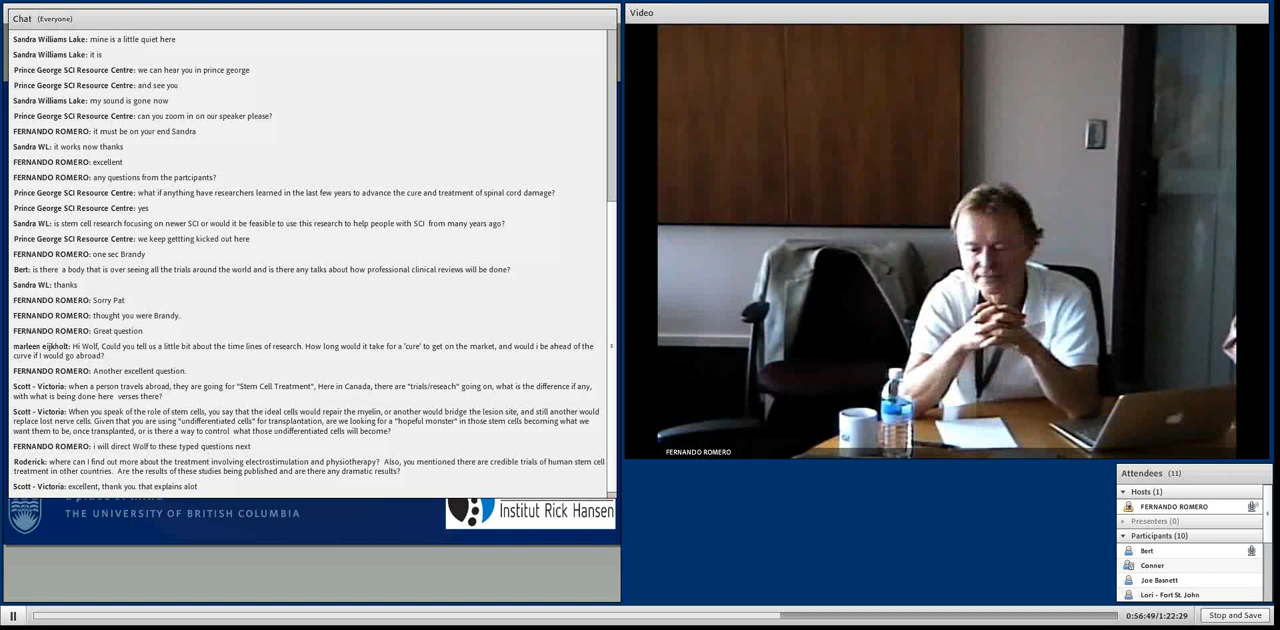 Chat (Everyone)
Sandra Williams Lake: mine is a little quiet here
Sandra Williams Lake: it is
Prince George SCI Resource Centre: we can hear you in prince george
Prince George SCI Resource Centre: and see you
Sandra Williams Lake: my sound is gone now
Prince George SCI Resource Centre: can you zoom in on our speaker please?
FERNANDO ROMERO: it must be on your end Sandra
Sandra WL: it works now thanks
FERNANDO ROMERO: excellent
FERNANDO ROMERO: any questions from the partcipants?
Prince George SCI Resource Centre: what if anything have researchers learned in the last few years to advance the cure and treatment of spinal cord damage?
Prince George SCI Resource Centre: yes
Sandra WL: is stem cell research focusing on newer SCI or would it be feasible to use this research to help people with SCI from many years ago?
Prince George SCI Resource Centre: we keep gettting kicked out here
FERNANDO ROMERO: one sec Brandy
Bert: is there a body that is over seeing all the trials around the world and is there any talks about how professional clinical reviews will be done?
Sandra WL: thanks
FERNANDO ROMERO: Sorry Pat
FERNANDO ROMERO: thought you were Brandy..
FERNANDO ROMERO: Great question
marleen eijkholt: Hi Wolf, Could you tell us a little bit about the time lines of research. How long would it take for a 'cure' to get on the market, and would i be ahead of the
curve if I would go abroad?
FERNANDO ROMERO: Another excellent question.
Scott - Victoria: when a person travels abroad, they are going for "Stem Cell Treatment", Here in Canada, there are "trials/reseach" going on, what is the difference if any,
with what is being done here verses there?
Scott - Victoria: When you speak of the role of stem cells, you say that the ideal cells would repair the myelin, or another would bridge the lesion site, and still another would
replace lost nerve cells. Given that you are using "undifferentiated cells" for transplantation, are we looking for a "hopeful monster" in those stem cells becoming what we
want them to be, once transplanted, or is there a way to control what those undifferentiated cells will become?
FERNANDO ROMERO: i will direct Wolf to these typed questions next
Roderick: where can I find out more about the treatment involving electrostimulation and physiotherapy? Also, you mentioned there are credible trials of human stem cell
treatment in other countries. Are the results of these studies being published and are there any dramatic results?
Scott - Victoria: excellent, thank you. that explains alot
THE UNIVERSITY OF BRITISH COLUMBIA
Institut Rick Hansen
Video
FERNANDO ROMERO
Attendees (11)
Hosts (1)
FERNANDO ROMERO
Presenters (0)
Participants (10)
Bert
Conner
Joe Basnett
Lori - Fort St. John
0:56:49/1:22:29
Stop and Save